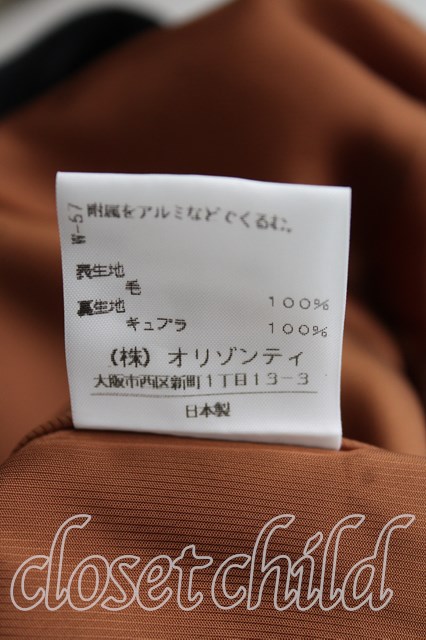 W-57
附属をアルミなどでくるむ。
表生地
毛 100%
裏生地
キュプラ 100%
(株) オリゾンティ
大阪市西区新町1丁目13-3
日本製
closet child